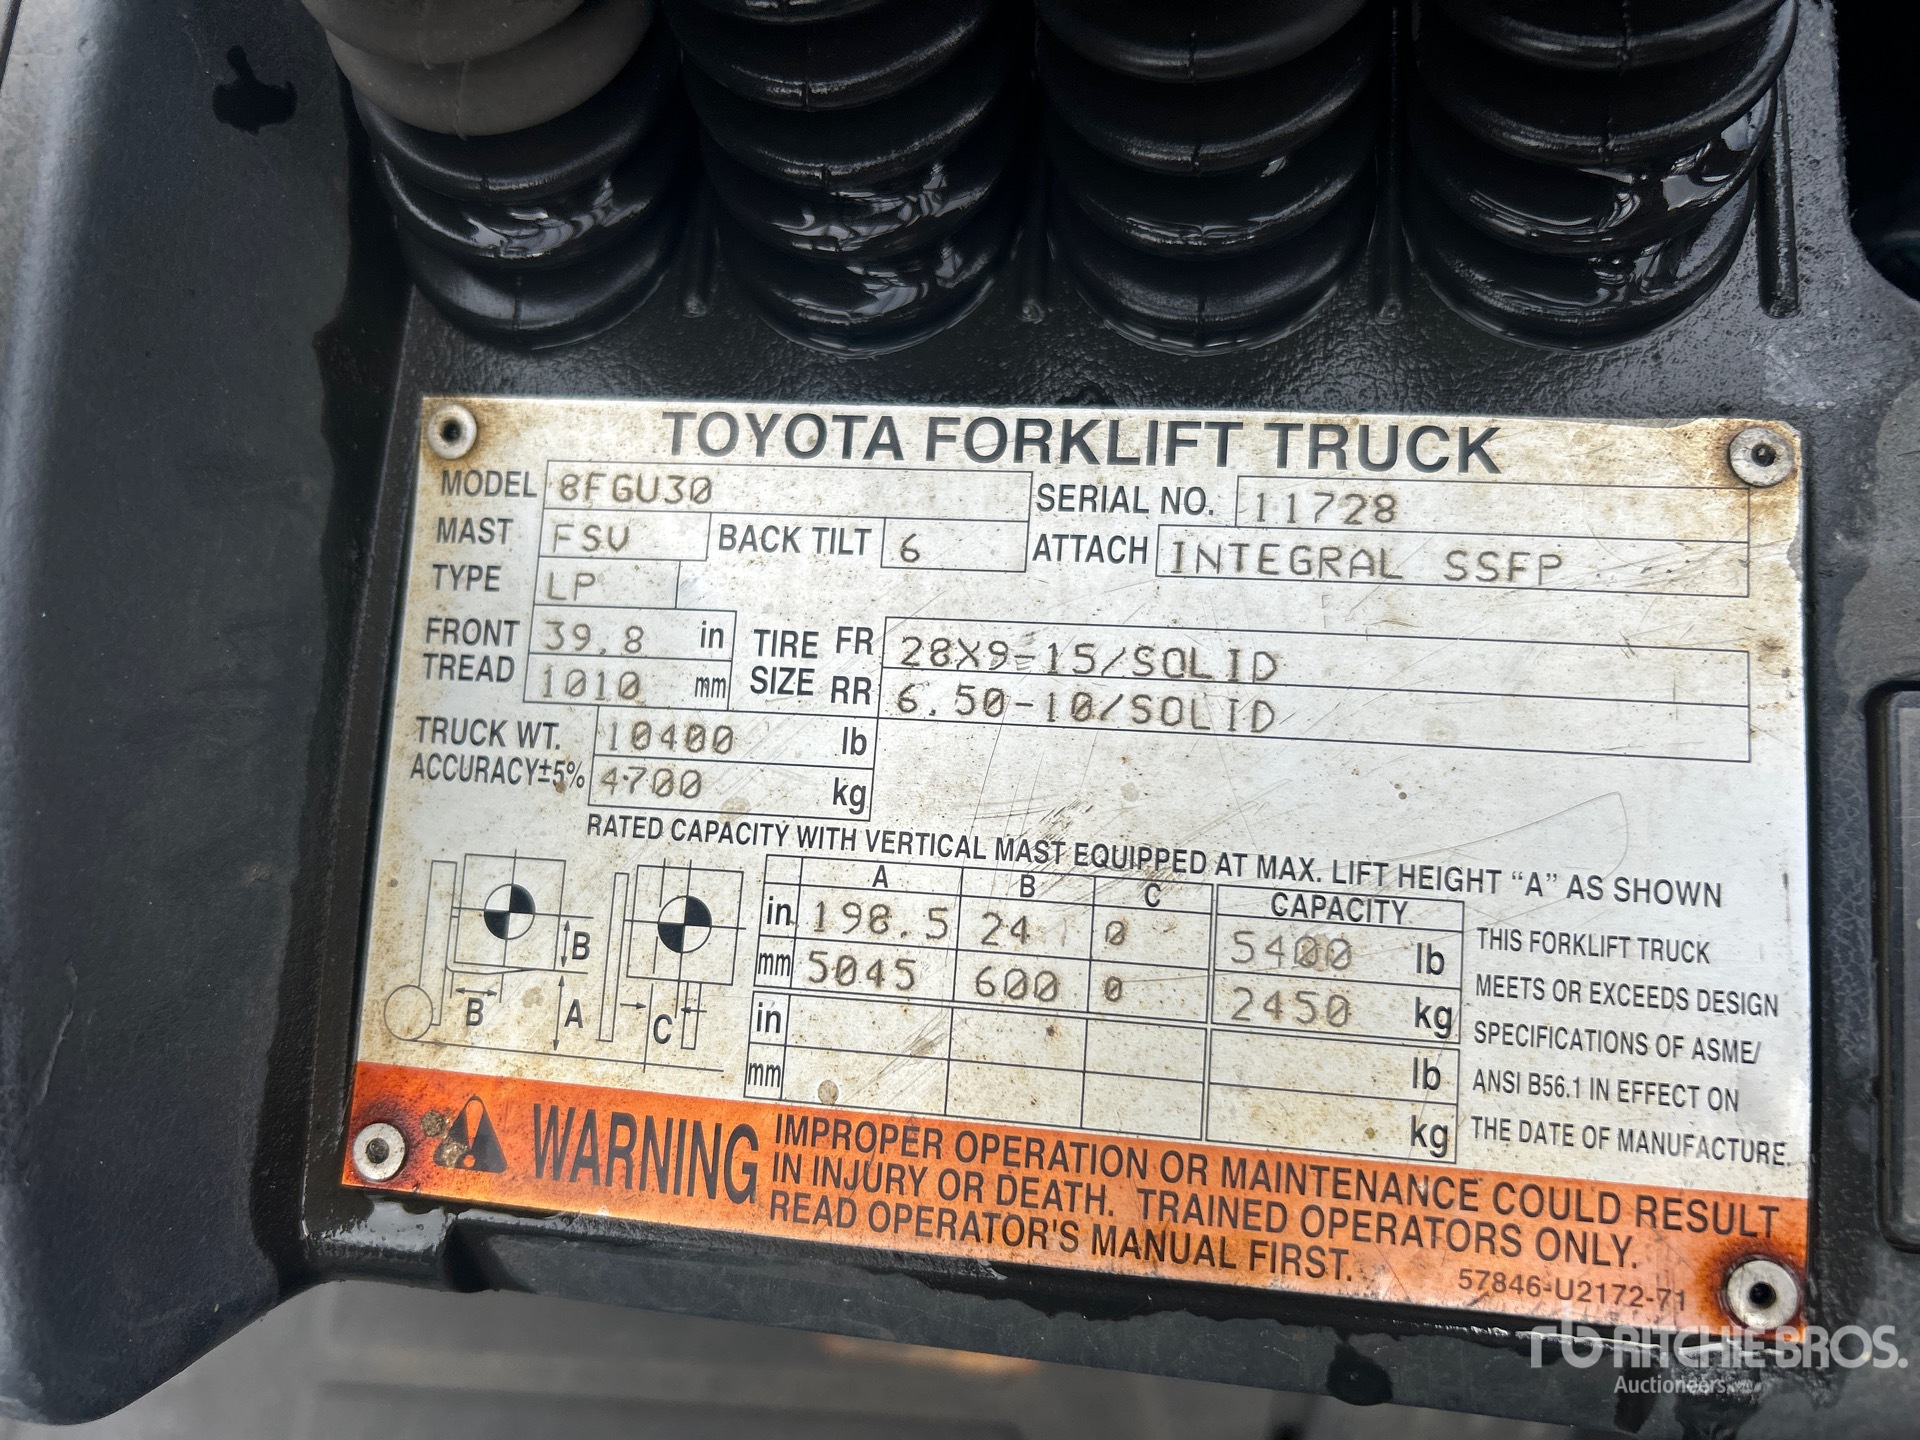 TOYOTA FORKLIFT TRUCK
MODEL 8FGU30 SERIAL NO. 11728
MAST FSV BACK TILT 6 ATTACH INTEGRAL SSFP
TYPE LP
FRONT TREAD 39.8 in TIRE SIZE FR 28X9-15/SOLID
1010 mm RR 6.50-10/SOLID
TRUCK WT. 10400 lb
ACCURACY±5% 4700 kg
RATED CAPACITY WITH VERTICAL MAST EQUIPPED AT MAX. LIFT HEIGHT "A" AS SHOWN
A B C CAPACITY
in 198.5 24 0 5400 lb
mm 5045 600 0 2450 kg
in lb
mm kg
B
B A C
THIS FORKLIFT TRUCK
MEETS OR EXCEEDS DESIGN
SPECIFICATIONS OF ASME/
ANSI B56.1 IN EFFECT ON
THE DATE OF MANUFACTURE.
WARNING
IMPROPER OPERATION OR MAINTENANCE COULD RESULT
IN INJURY OR DEATH. TRAINED OPERATORS ONLY.
READ OPERATOR'S MANUAL FIRST.
57846-U2172-71
rb RITCHIE BROS.
Auctioneers